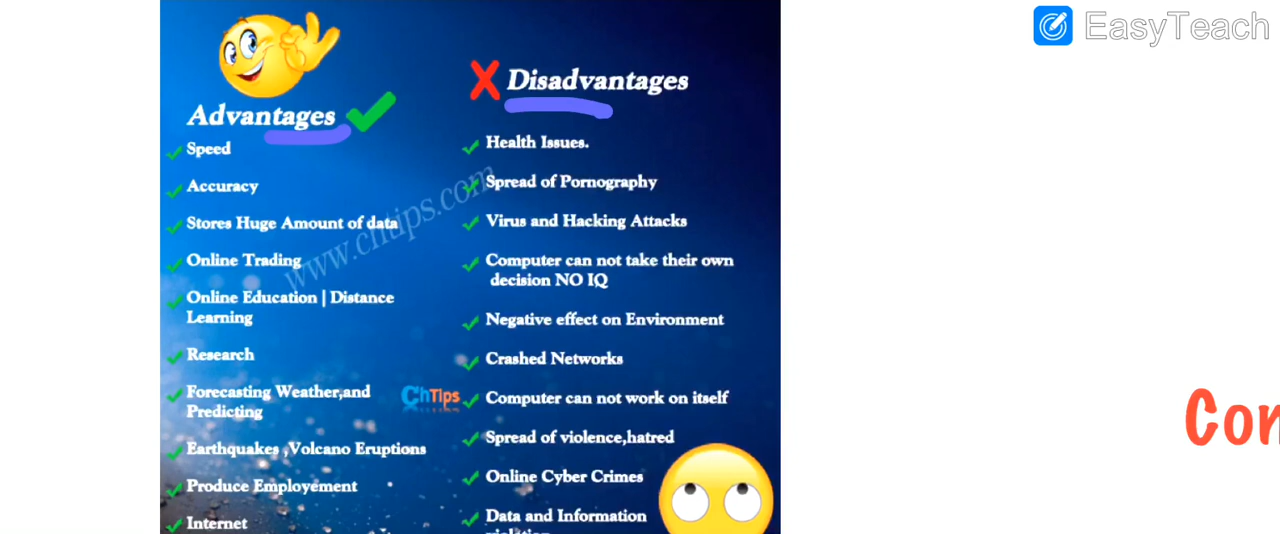 EasyTeach
Advantages
Speed
Accuracy
Stores Huge Amount of data
Online Trading
Online Education | Distance
Learning
Research
Forecasting Weather,and
Predicting
Earthquakes ,Volcano Eruptions
Produce Employement
Internet
Disadvantages
Health Issues.
Spread of Pornography
Virus and Hacking Attacks
Computer can not take their own
decision NO IQ
Negative effect on Environment
Crashed Networks
Computer can not work on itself
Spread of violence,hatred
Online Cyber Crimes
Data and Information
www.chtips.com
ChTips